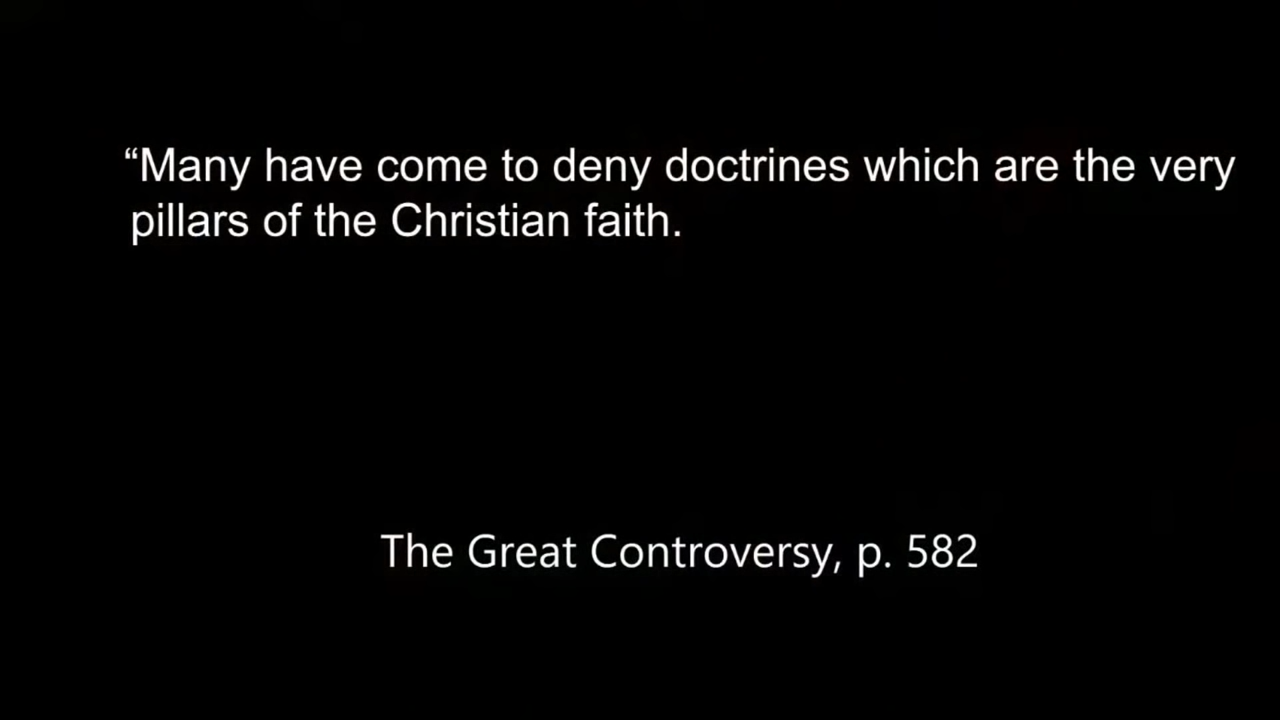 “Many have come to deny doctrines which are the very
pillars of the Christian faith.
The Great Controversy, p. 582